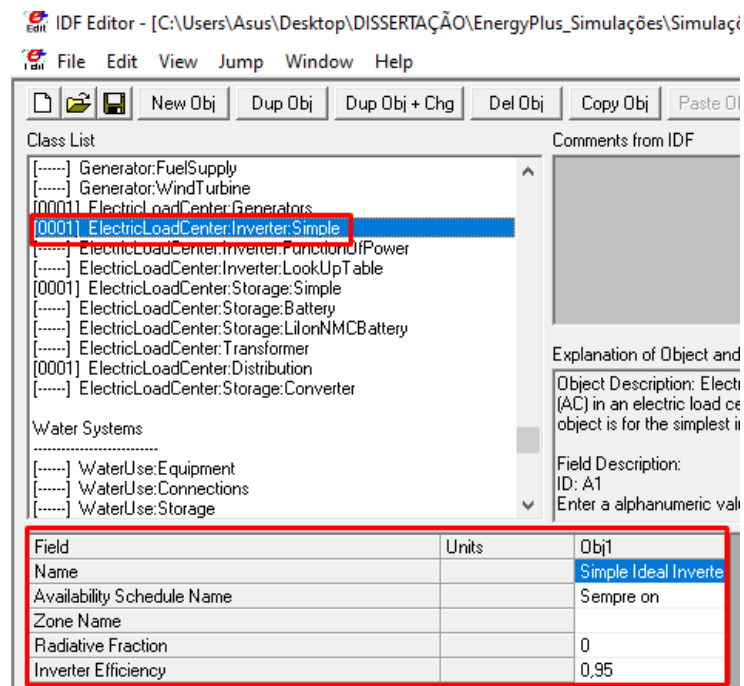 IDF Editor - [C:\Users\Asus\Desktop\DISSERTAÇÃO\EnergyPlus_Simulações\Simulaçõ
File Edit View Jump Window Help
New Obj Dup Obj Dup Obj + Chg Del Obj Copy Obj Paste O
Class List
Comments from IDF
[------] Generator:FuelSupply
[------] Generator:WindTurbine
[0001] ElectricLoadCenter:Generators
[0001] ElectricLoadCenter:Inverter:Simple
[------] ElectricLoadCenter:Inverter:FunctionOfPower
[------] ElectricLoadCenter:Inverter:LookUpTable
[0001] ElectricLoadCenter:Storage:Simple
[------] ElectricLoadCenter:Storage:Battery
[------] ElectricLoadCenter:Storage:LiIonNMCBattery
[------] ElectricLoadCenter:Transformer
[0001] ElectricLoadCenter:Distribution
[------] ElectricLoadCenter:Storage:Converter
Water Systems
-------------------------
[------] WaterUse:Equipment
[------] WaterUse:Connections
[------] WaterUse:Storage
Explanation of Object and
Object Description: Electr
(AC) in an electric load ce
object is for the simplest i
Field Description:
ID: A1
Enter a alphanumeric val
Field Units Obj1
Name Simple Ideal Inverte
Availability Schedule Name Sempre on
Zone Name
Radiative Fraction 0
Inverter Efficiency 0,95